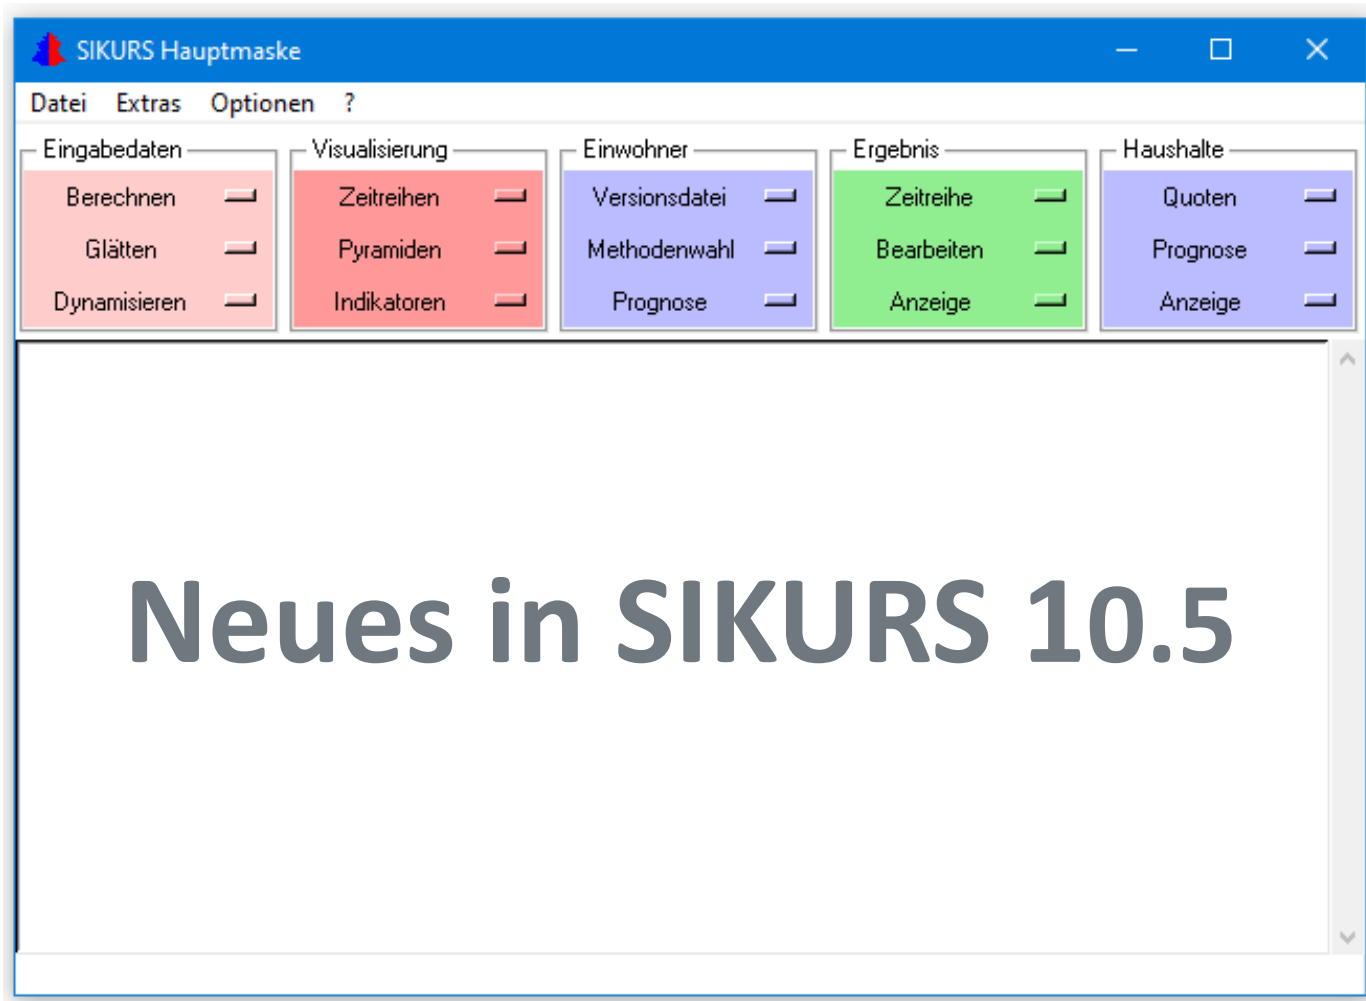 SIKURS Hauptmaske
Datei Extras Optionen ?
Eingabedaten Visualisierung Einwohner Ergebnis Haushalte
Berechnen Zeitreihen Versionsdatei Zeitreihe Quoten
Glätten Pyramiden Methodenwahl Bearbeiten Prognose
Dynamisieren Indikatoren Prognose Anzeige Anzeige
Neues in SIKURS 10.5